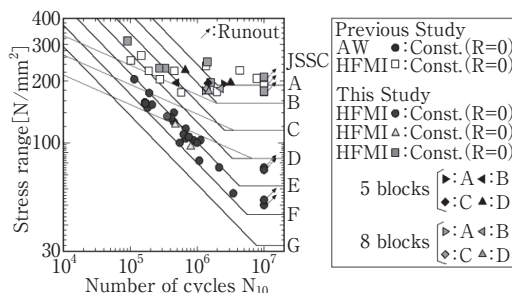 400
300
200
100
30
Stress range[N/mm²]
10⁴
10⁵
10⁶
10⁷
Number of cycles N₁₀
:Runout
JSSC
A
B
C
D
E
F
G
Previous Study
AW :Const.(R=0)
HFMI :Const.(R=0)
This Study
HFMI :Const.(R=0)
HFMI :Const.(R=0)
HFMI :Const.(R=0)
5 blocks :A :B
:C :D
8 blocks :A :B
:C :D